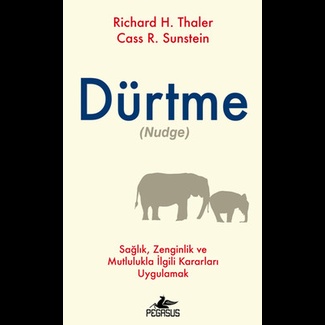 Richard H. Thaler
Cass R. Sunstein
Dürtme
(Nudge)
Sağlık, Zenginlik ve
Mutlulukla İlgili Kararları
Uygulamak
PEGASUS